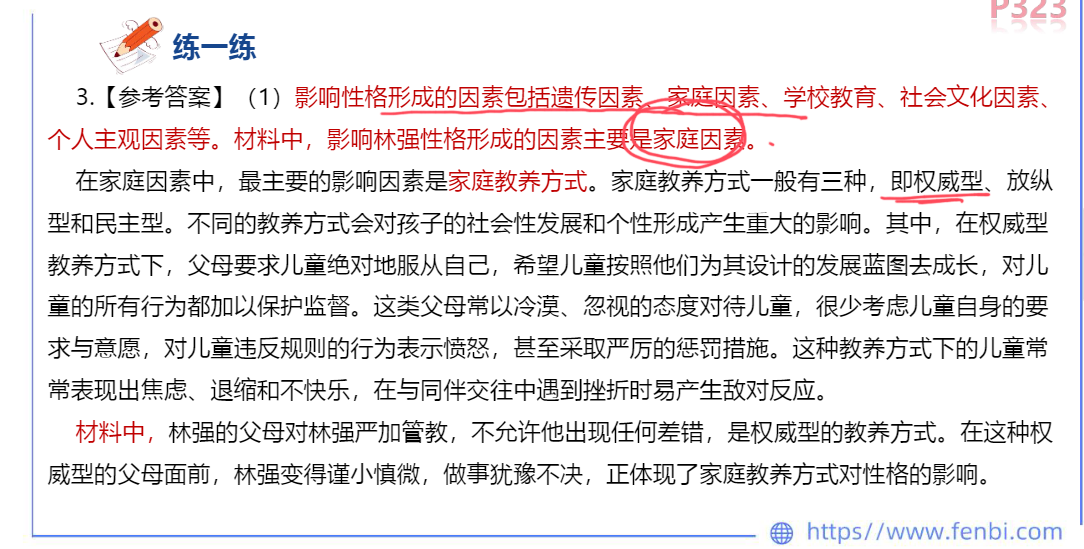 P323
练一练
3.【参考答案】（1）影响性格形成的因素包括遗传因素、家庭因素、学校教育、社会文化因素、
个人主观因素等。材料中，影响林强性格形成的因素主要是家庭因素。
在家庭因素中，最主要的影响因素是家庭教养方式。家庭教养方式一般有三种，即权威型、放纵
型和民主型。不同的教养方式会对孩子的社会性发展和个性形成产生重大的影响。其中，在权威型
教养方式下，父母要求儿童绝对地服从自己，希望儿童按照他们为其设计的发展蓝图去成长，对儿
童的所有行为都加以保护监督。这类父母常以冷漠、忽视的态度对待儿童，很少考虑儿童自身的要
求与意愿，对儿童违反规则的行为表示愤怒，甚至采取严厉的惩罚措施。这种教养方式下的儿童常
常表现出焦虑、退缩和不快乐，在与同伴交往中遇到挫折时易产生敌对反应。
材料中，林强的父母对林强严加管教，不允许他出现任何差错，是权威型的教养方式。在这种权
威型的父母面前，林强变得谨小慎微，做事犹豫不决，正体现了家庭教养方式对性格的影响。
https//www.fenbi.com